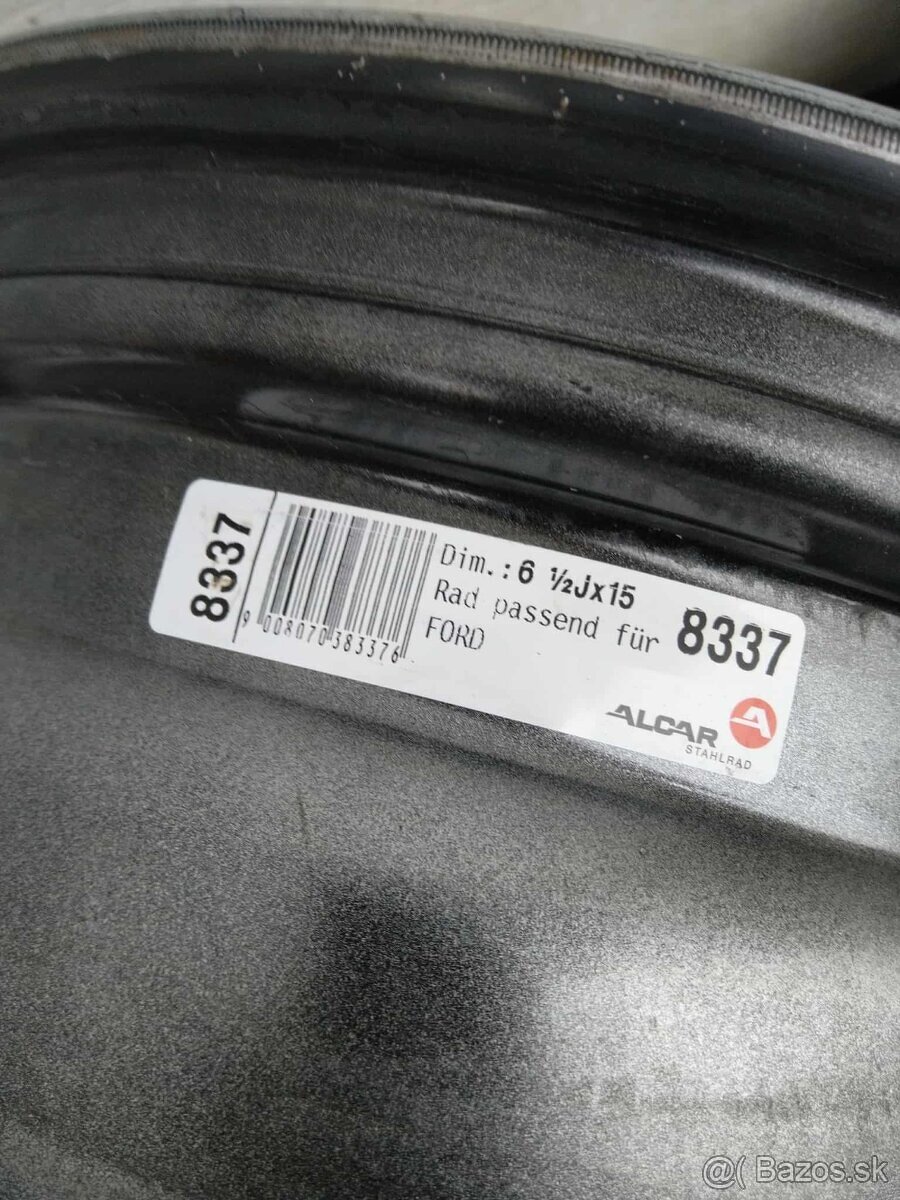 8337
9 008070 383376
Dim.: 6 ½Jx15
Rad passend für 8337
FORD
ALCAR
STAHLRAD
@( Bazos.sk